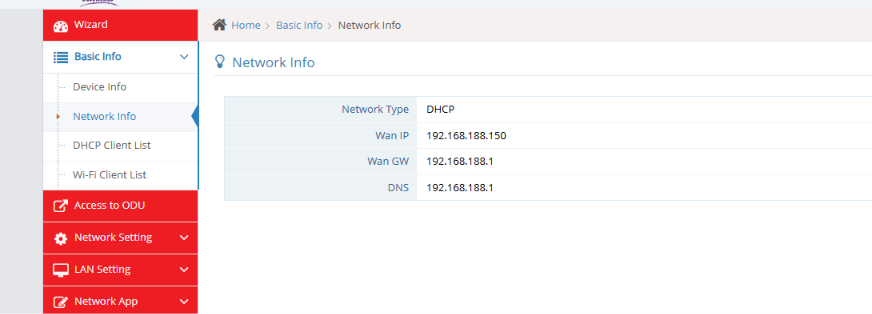 Wizard
Home > Basic Info > Network Info
Basic Info
Network Info
Device Info
Network Type DHCP
Network Info
Wan IP 192.168.188.150
DHCP Client List
Wan GW 192.168.188.1
Wi-Fi Client List
DNS 192.168.188.1
Access to ODU
Network Setting
LAN Setting
Network App